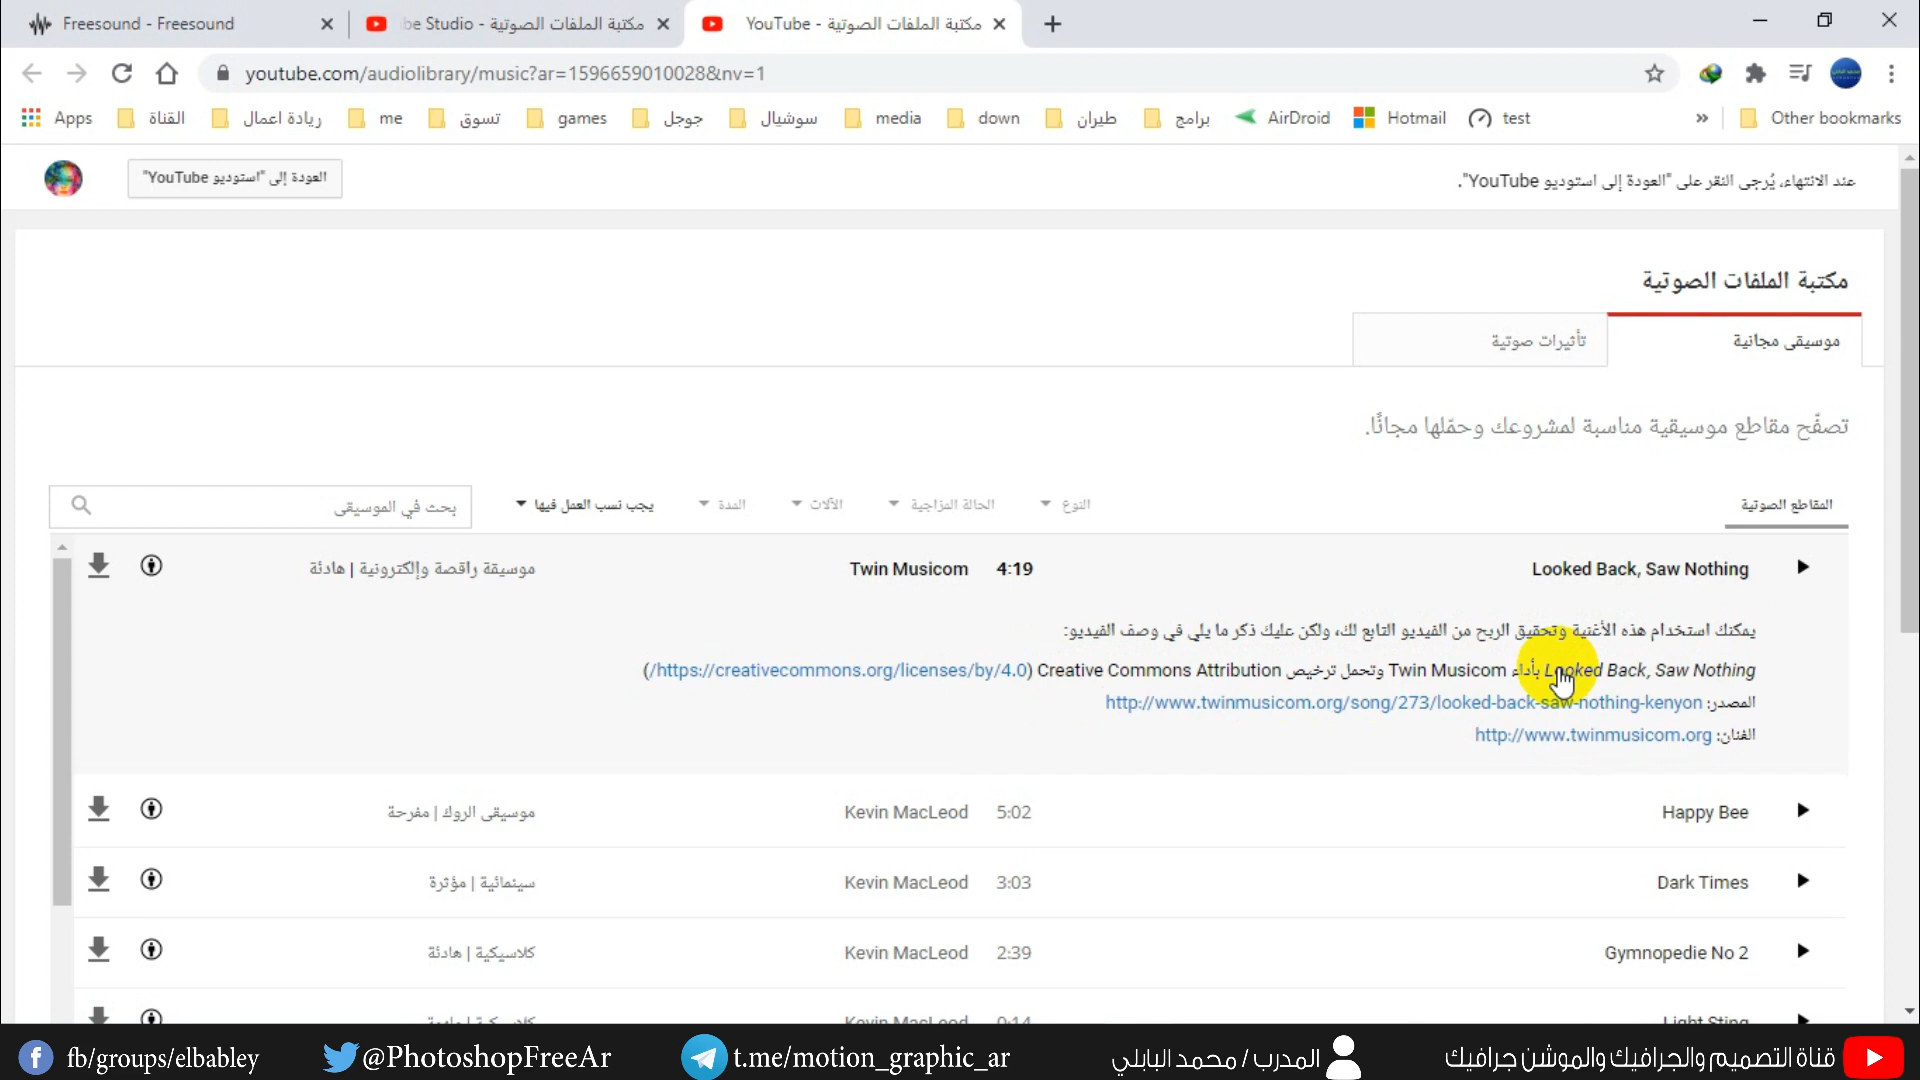 Freesound - Freesound
مكتبة الملفات الصوتية - be Studio
مكتبة الملفات الصوتية - YouTube
youtube.com/audiolibrary/music?ar=1596659010028&nv=1
Apps القناة ريادة اعمال me تسوق games جوجل سوشيال media down طيران برامج AirDroid Hotmail test » Other bookmarks
عند الانتهاء، يُرجى النقر على "العودة إلى استوديو YouTube".
العودة إلى "استوديو YouTube"
مكتبة الملفات الصوتية
موسيقى مجانية
تأثيرات صوتية
تصفّح مقاطع موسيقية مناسبة لمشروعك وحمّلها مجانًا.
المقاطع الصوتية النوع الحالة المزاجية الآلات المدة يجب نسب العمل فيها بحث في الموسيقى
Looked Back, Saw Nothing 4:19 Twin Musicom موسيقة راقصة وإلكترونية | هادئة
يمكنك استخدام هذه الأغنية وتحقيق الربح من الفيديو التابع لك، ولكن عليك ذكر ما يلي في وصف الفيديو:
Looked Back, Saw Nothing بأداء Twin Musicom وتحمل ترخيص Creative Commons Attribution (https://creativecommons.org/licenses/by/4.0/)
المصدر: http://www.twinmusicom.org/song/273/looked-back-saw-nothing-kenyon
الفنان: http://www.twinmusicom.org
Happy Bee 5:02 Kevin MacLeod موسيقى الروك | مفرحة
Dark Times 3:03 Kevin MacLeod سينمائية | مؤثرة
Gymnopedie No 2 2:39 Kevin MacLeod كلاسيكية | هادئة
Light Sting 0:14 Kevin MacLeod
fb/groups/elbabley @PhotoshopFreeAr t.me/motion_graphic_ar المدرب / محمد البابلي قناة التصميم والجرافيك والموشن جرافيك